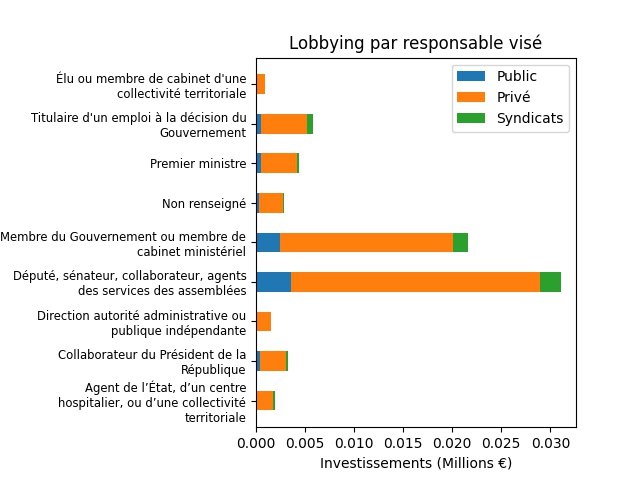 Lobbying par responsable visé
Public
Privé
Syndicats
Élu ou membre de cabinet d'une
collectivité territoriale
Titulaire d'un emploi à la décision du
Gouvernement
Premier ministre
Non renseigné
Membre du Gouvernement ou membre de
cabinet ministériel
Député, sénateur, collaborateur, agents
des services des assemblées
Direction autorité administrative ou
publique indépendante
Collaborateur du Président de la
République
Agent de l’État, d’un centre
hospitalier, ou d’une collectivité
territoriale
0.000 0.005 0.010 0.015 0.020 0.025 0.030
Investissements (Millions €)